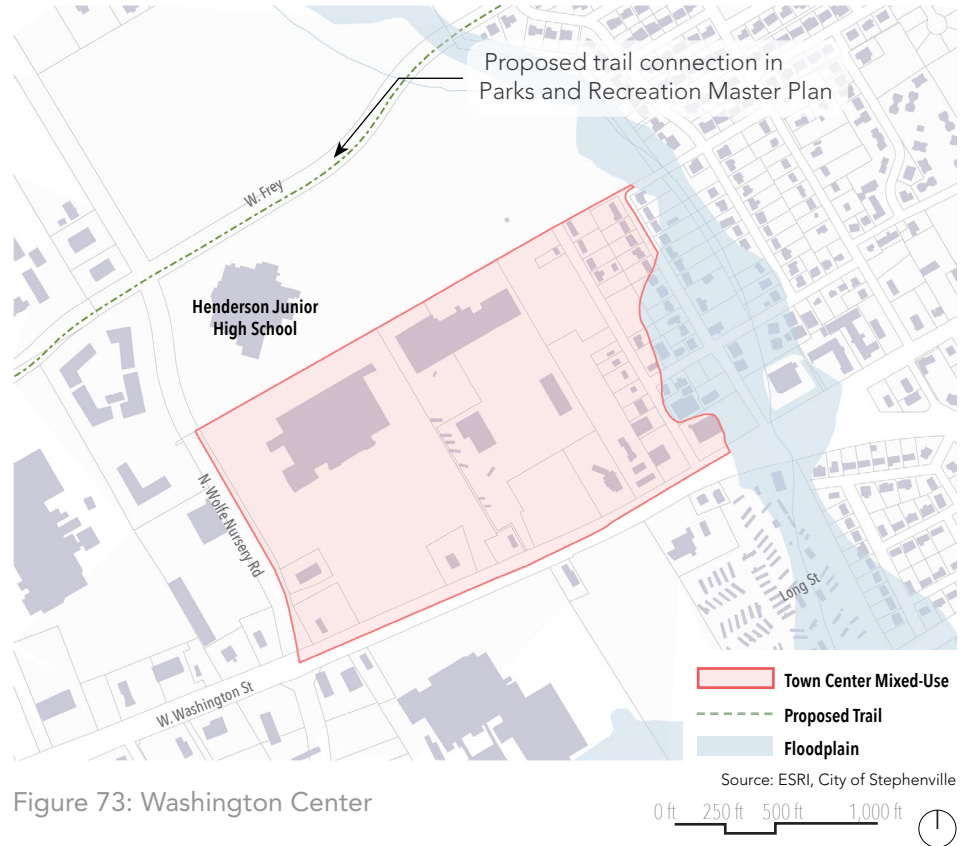 Proposed trail connection in
Parks and Recreation Master Plan
W. Frey
Henderson Junior
High School
N. Wolfe Nursery Rd
Long St
W. Washington St
Town Center Mixed-Use
Proposed Trail
Floodplain
Source: ESRI, City of Stephenville
Figure 73: Washington Center
0 ft 250 ft 500 ft 1,000 ft